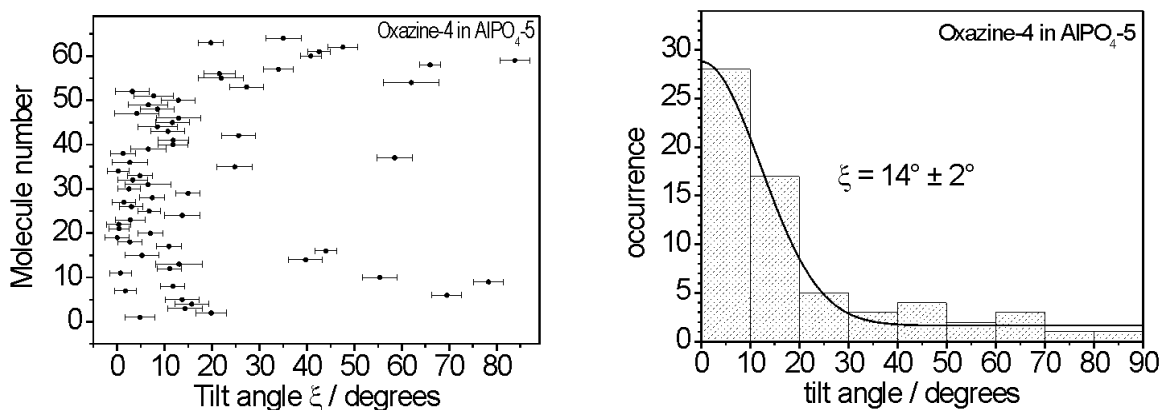 Oxazine-4 in AlPO4-5
Molecule number
60
50
40
30
20
10
0
0 10 20 30 40 50 60 70 80
Tilt angle ξ / degrees
Oxazine-4 in AlPO4-5
occurrence
30
25
20
15
10
5
0
ξ = 14° ± 2°
0 10 20 30 40 50 60 70 80 90
tilt angle / degrees